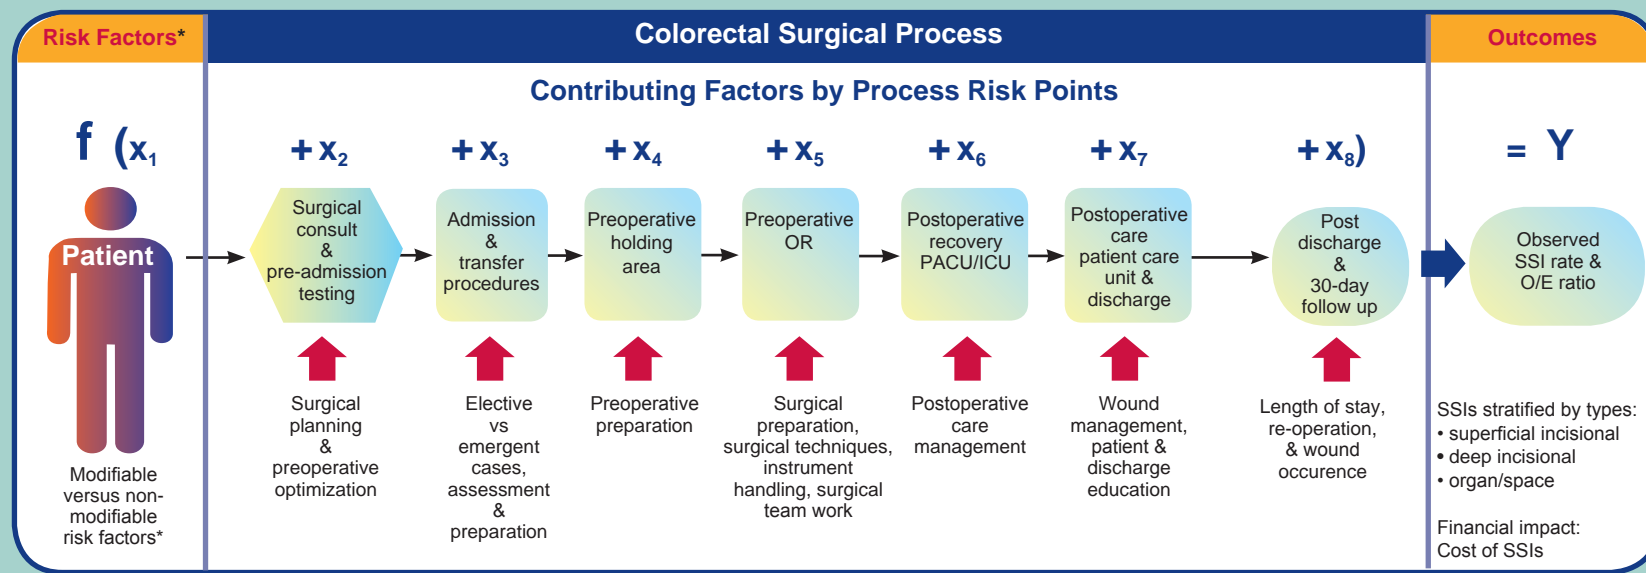 Risk Factors*
Colorectal Surgical Process
Outcomes
Contributing Factors by Process Risk Points
f (x1
+ x2
+ x3
+ x4
+ x5
+ x6
+ x7
+ x8)
= Y
Patient
Surgical
consult
&
pre-admission
testing
Admission
&
transfer
procedures
Preoperative
holding
area
Preoperative
OR
Postoperative
recovery
PACU/ICU
Postoperative
care
patient care
unit &
discharge
Post
discharge
&
30-day
follow up
Observed
SSI rate &
O/E ratio
Modifiable
versus non-
modifiable
risk factors*
Surgical
planning
&
preoperative
optimization
Elective
vs
emergent
cases,
assessment
&
preparation
Preoperative
preparation
Surgical
preparation,
surgical techniques,
instrument
handling, surgical
team work
Postoperative
care
management
Wound
management,
patient &
discharge
education
Length of stay,
re-operation,
& wound
occurence
SSIs stratified by types:
• superficial incisional
• deep incisional
• organ/space
Financial impact:
Cost of SSIs